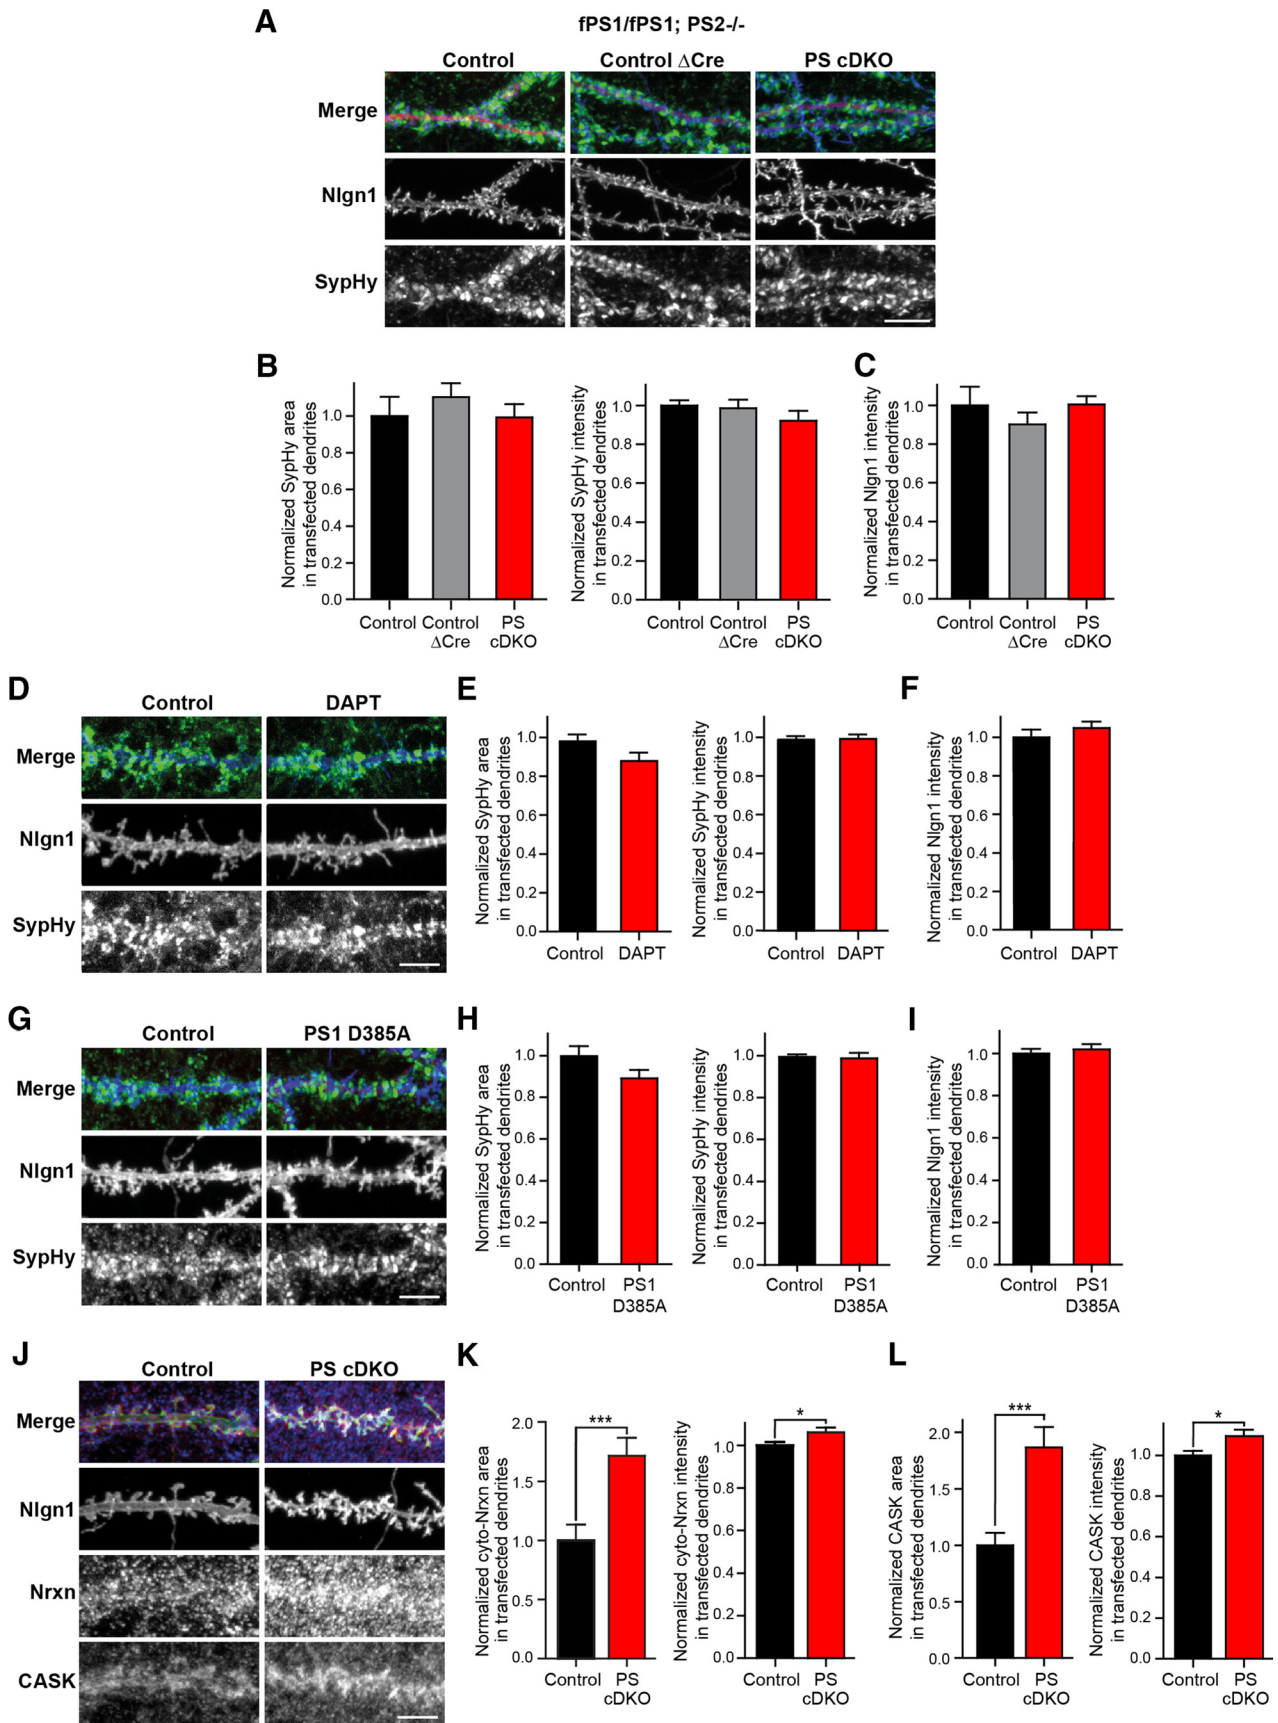 A
fPS1/fPS1; PS2-/-
Control
Control ΔCre
PS cDKO
Merge
Nlgn1
SypHy
B
Normalized SypHy area
in transfected dendrites
1.0
0.8
0.6
0.4
0.2
0.0
Control
Control
ΔCre
PS
cDKO
Normalized SypHy intensity
in transfected dendrites
1.0
0.8
0.6
0.4
0.2
0.0
Control
Control
ΔCre
PS
cDKO
C
Normalized Nlgn1 intensity
in transfected dendrites
1.0
0.8
0.6
0.4
0.2
0.0
Control
Control
ΔCre
PS
cDKO
D
Control
DAPT
Merge
Nlgn1
SypHy
E
Normalized SypHy area
in transfected dendrites
1.0
0.8
0.6
0.4
0.2
0.0
Control
DAPT
Normalized SypHy intensity
in transfected dendrites
1.0
0.8
0.6
0.4
0.2
0.0
Control
DAPT
F
Normalized Nlgn1 intensity
in transfected dendrites
1.0
0.8
0.6
0.4
0.2
0.0
Control
DAPT
G
Control
PS1 D385A
Merge
Nlgn1
SypHy
H
Normalized SypHy area
in transfected dendrites
1.0
0.8
0.6
0.4
0.2
0.0
Control
PS1
D385A
Normalized SypHy intensity
in transfected dendrites
1.0
0.8
0.6
0.4
0.2
0.0
Control
PS1
D385A
I
Normalized Nlgn1 intensity
in transfected dendrites
1.0
0.8
0.6
0.4
0.2
0.0
Control
PS1
D385A
J
Control
PS cDKO
Merge
Nlgn1
Nrxn
CASK
K
Normalized cyto-Nrxn area
in transfected dendrites
2.0
1.5
1.0
0.5
0.0
***
Control
PS
cDKO
Normalized cyto-Nrxn intensity
in transfected dendrites
1.0
0.8
0.6
0.4
0.2
0.0
*
Control
PS
cDKO
L
Normalized CASK area
in transfected dendrites
2.0
1.5
1.0
0.5
0.0
***
Control
PS
cDKO
Normalized CASK intensity
in transfected dendrites
1.0
0.8
0.6
0.4
0.2
0.0
*
Control
PS
cDKO